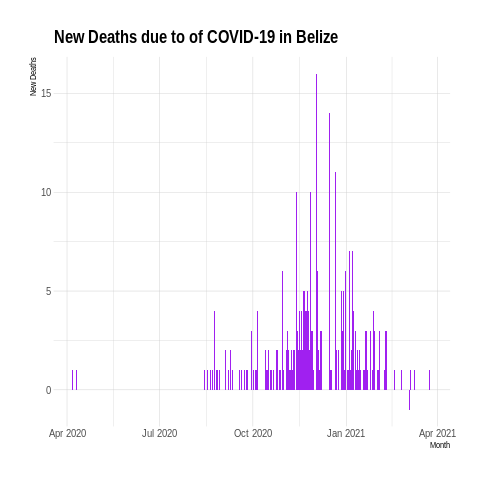 New Deaths due to of COVID-19 in Belize
New Deaths
15
10
5
0
Apr 2020 Jul 2020 Oct 2020 Jan 2021 Apr 2021
Month